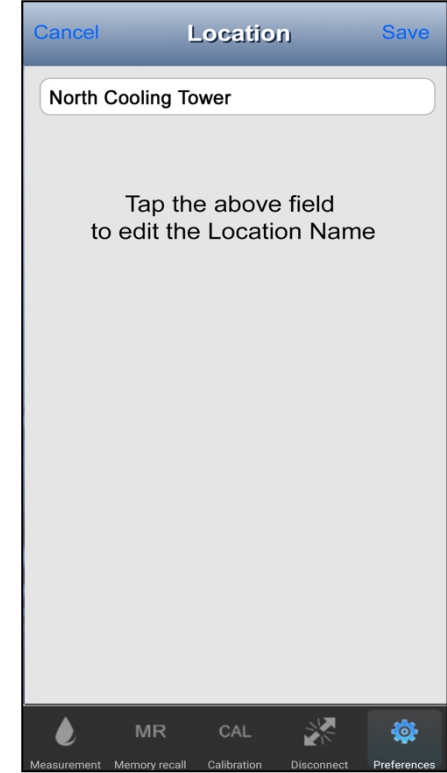 Cancel Location Save
North Cooling Tower
Tap the above field
to edit the Location Name
MR CAL
Measurement Memory recall Calibration Disconnect Preferences